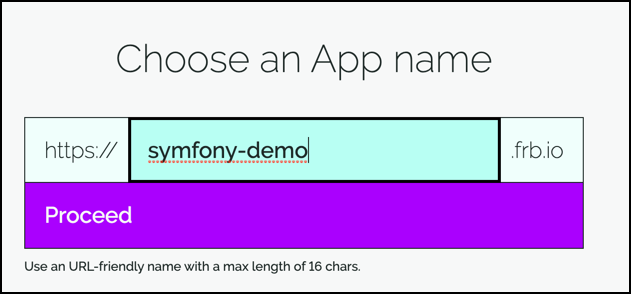 Choose an App name
https:// symfony-demo .frb.io
Proceed
Use an URL-friendly name with a max length of 16 chars.